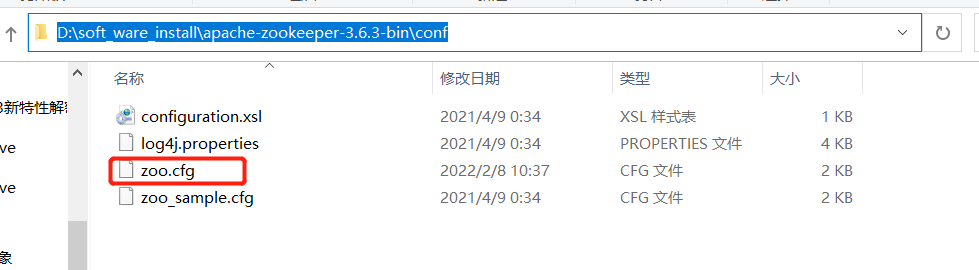 D:\soft_ware_install\apache-zookeeper-3.6.3-bin\conf
名称 修改日期 类型 大小
configuration.xsl 2021/4/9 0:34 XSL 样式表 1 KB
log4j.properties 2021/4/9 0:34 PROPERTIES 文件 4 KB
zoo.cfg 2022/2/8 10:37 CFG 文件 2 KB
zoo_sample.cfg 2021/4/9 0:34 CFG 文件 2 KB
3新特性解密
ve
ve
象